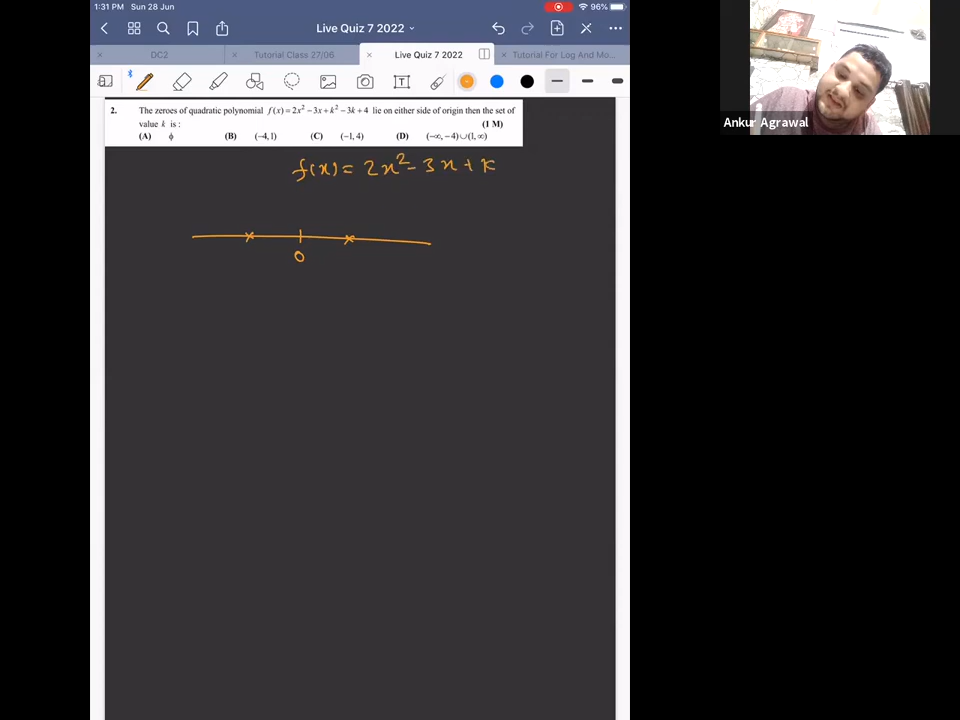 1:31 PM Sun 28 Jun
96%
Live Quiz 7 2022
DC2
Tutorial Class 27/06
Live Quiz 7 2022
Tutorial For Log And Mo...
2. The zeroes of quadratic polynomial f(x) = 2x² − 3x + k² − 3k + 4 lie on either side of origin then the set of
value k is : (1 M)
(A) ϕ (B) (−4, 1) (C) (−1, 4) (D) (−∞, −4) ∪ (1, ∞)
f(x) = 2x² − 3x + k
0
Ankur Agrawal